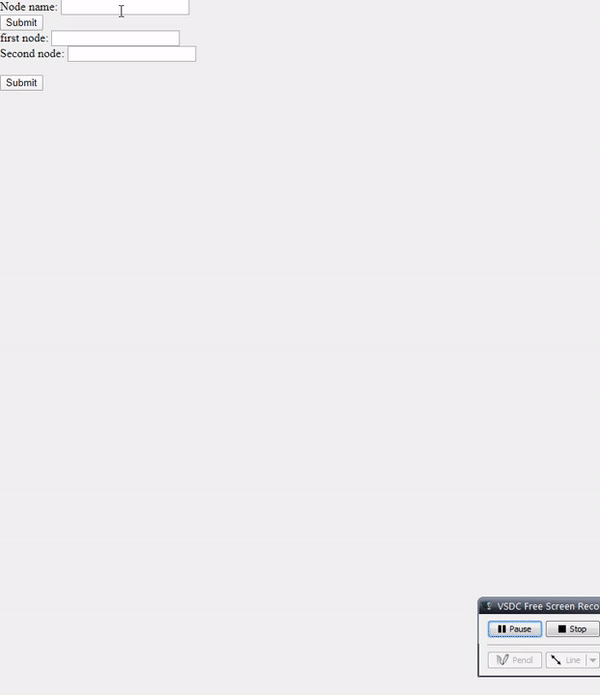 Node name:
Submit
first node:
Second node:
Submit
VSDC Free Screen Reco
Pause Stop
Pencil Line